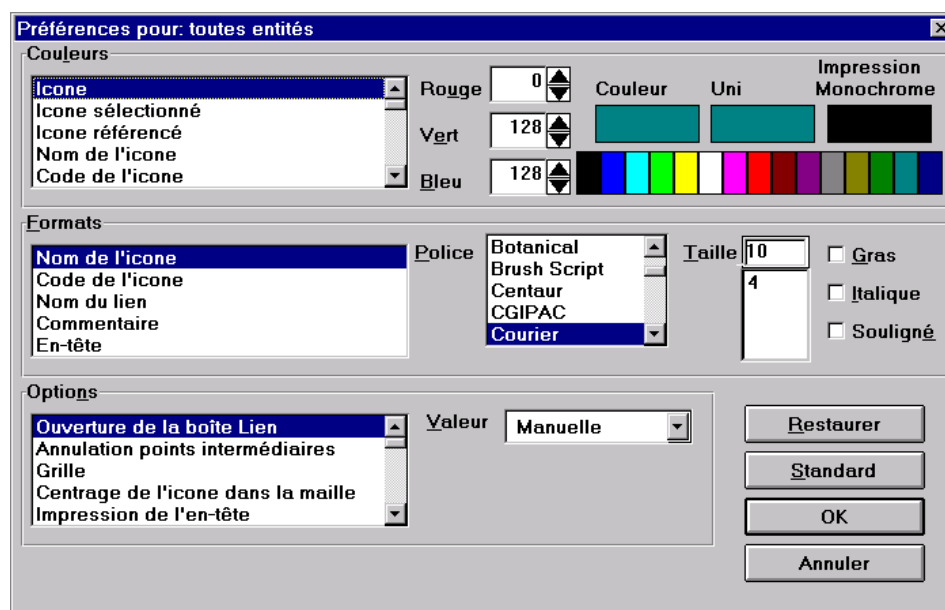 Préférences pour: toutes entités
Couleurs
Icone
Icone sélectionné
Icone référencé
Nom de l'icone
Code de l'icone
Rouge 0
Vert 128
Bleu 128
Couleur
Uni
Impression
Monochrome
Formats
Nom de l'icone
Code de l'icone
Nom du lien
Commentaire
En-tête
Police
Botanical
Brush Script
Centaur
CGIPAC
Courier
Taille 10
4
Gras
Italique
Souligné
Options
Ouverture de la boîte Lien
Annulation points intermédiaires
Grille
Centrage de l'icone dans la maille
Impression de l'en-tête
Valeur Manuelle
Restaurer
Standard
OK
Annuler